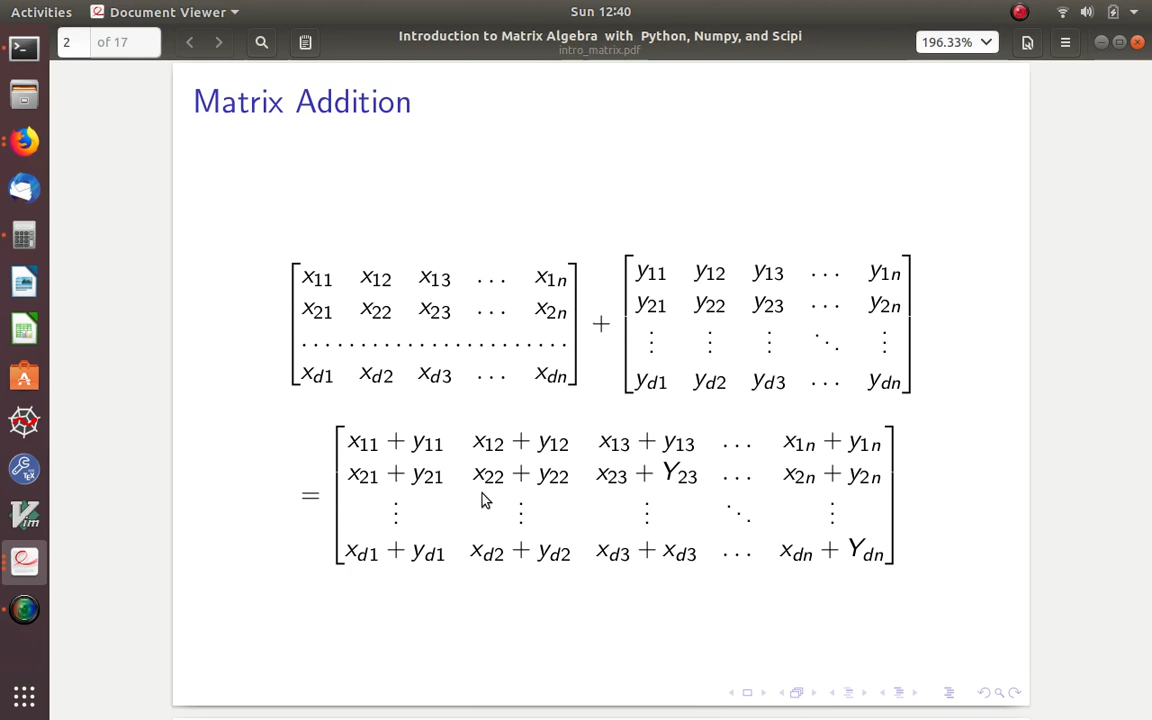 Activities Document Viewer Sun 12:40
2 of 17 Introduction to Matrix Algebra with Python, Numpy, and Scipi 196.33%
intro_matrix.pdf
Matrix Addition
[x11 x12 x13 … x1n] + [y11 y12 y13 … y1n]
[x21 x22 x23 … x2n] [y21 y22 y23 … y2n]
[......................] [⋮ ⋮ ⋮ ⋱ ⋮]
[xd1 xd2 xd3 … xdn] [yd1 yd2 yd3 … ydn]
= [x11 + y11 x12 + y12 x13 + y13 … x1n + y1n]
[x21 + y21 x22 + y22 x23 + Y23 … x2n + y2n]
[⋮ ⋮ ⋮ ⋱ ⋮]
[xd1 + yd1 xd2 + yd2 xd3 + xd3 … xdn + Ydn]